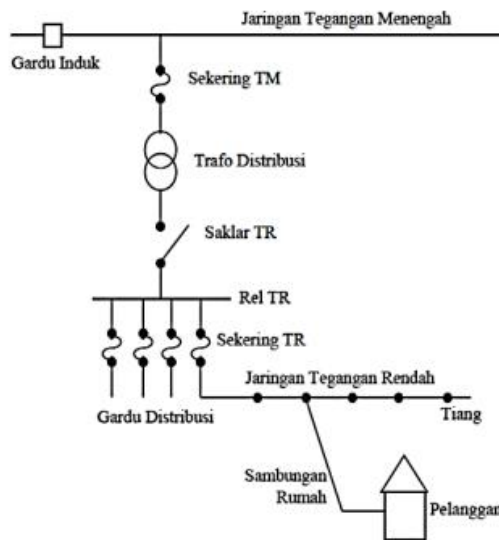 Jaringan Tegangan Menengah
Gardu Induk
Sekering TM
Trafo Distribusi
Saklar TR
Rel TR
Sekering TR
Jaringan Tegangan Rendah
Gardu Distribusi
Tiang
Sambungan
Rumah
Pelanggan